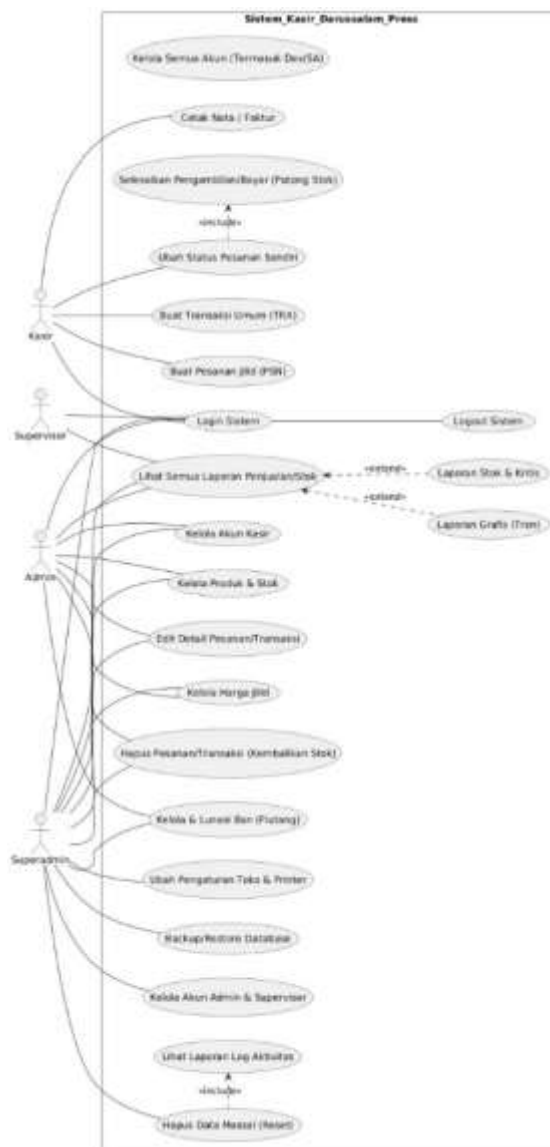 Sistem_Kasir_Darussalam_Press
Kelola Semua Akun (Termasuk Dev/SA)
Cetak Nota / Faktur
Selesaikan Pengambilan/Bayar (Potong Stok)
«include»
Ubah Status Pesanan Sendiri
Buat Transaksi Umum (TRX)
Kasir
Buat Pesanan Jilid (PSN)
Supervisor
Login Sistem
Logout Sistem
Lihat Semua Laporan Penjualan/Stok
«extend»
Laporan Stok & Kritis
«extend»
Laporan Grafis (Tren)
Kelola Akun Kasir
Admin
Kelola Produk & Stok
Edit Detail Pesanan/Transaksi
Kelola Harga Jilid
Hapus Pesanan/Transaksi (Kembalikan Stok)
Kelola & Lunasi Bon (Piutang)
Superadmin
Ubah Pengaturan Toko & Printer
Backup/Restore Database
Kelola Akun Admin & Supervisor
Lihat Laporan Log Aktivitas
«include»
Hapus Data Massal (Reset)